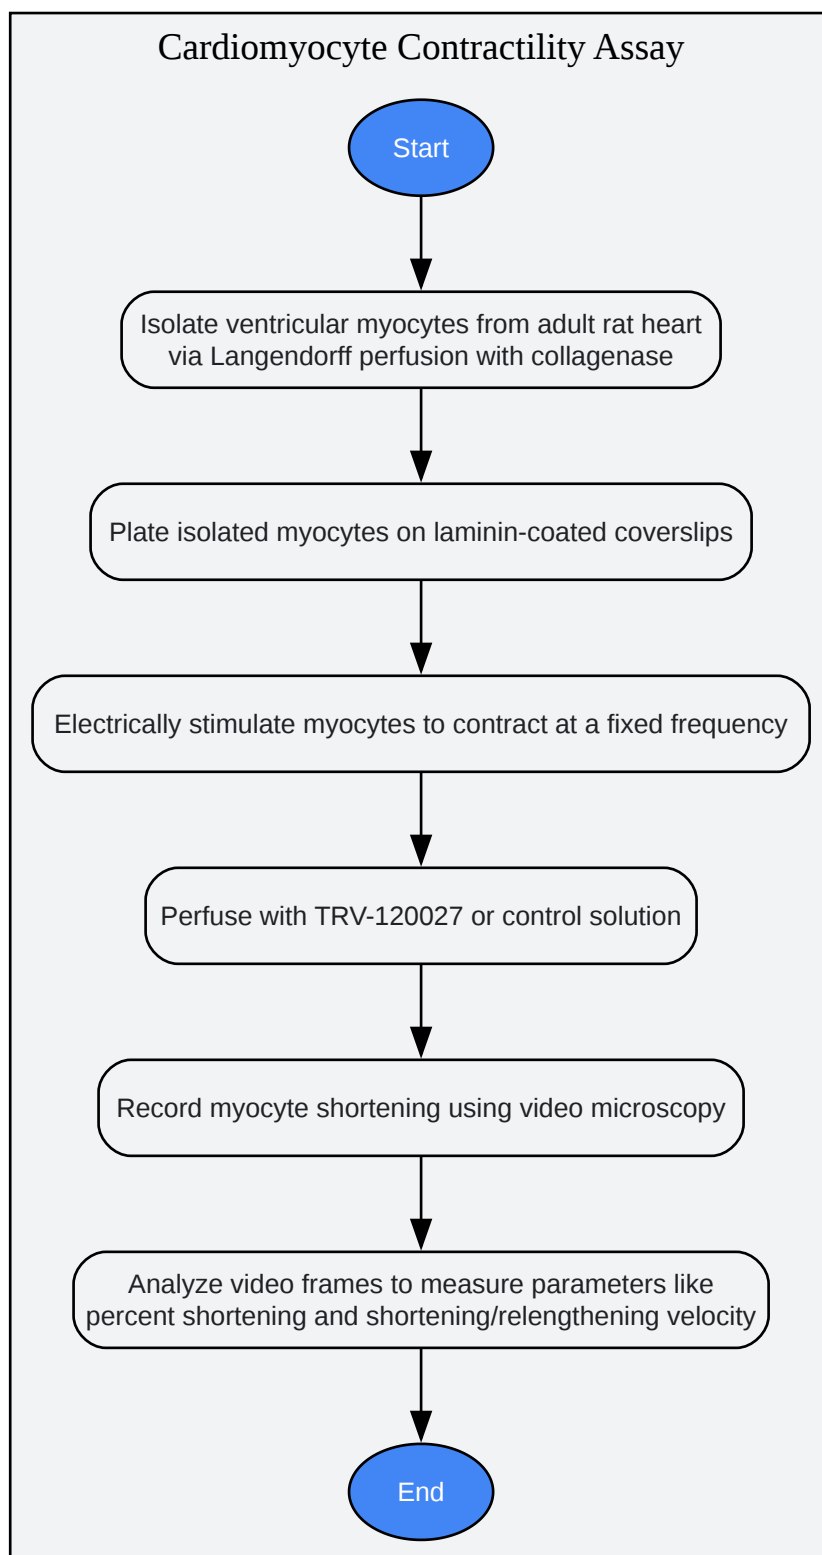 Cardiomyocyte Contractility Assay
Start
Isolate ventricular myocytes from adult rat heart
via Langendorff perfusion with collagenase
Plate isolated myocytes on laminin-coated coverslips
Electrically stimulate myocytes to contract at a fixed frequency
Perfuse with TRV-120027 or control solution
Record myocyte shortening using video microscopy
Analyze video frames to measure parameters like
percent shortening and shortening/relengthening velocity
End